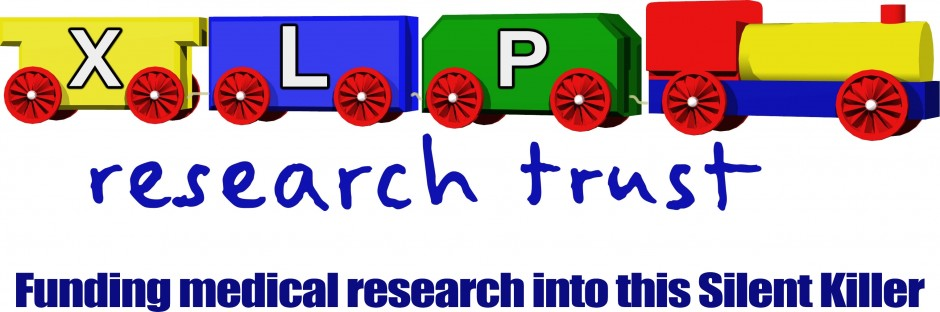 X L P
research trust
Funding medical research into this Silent Killer